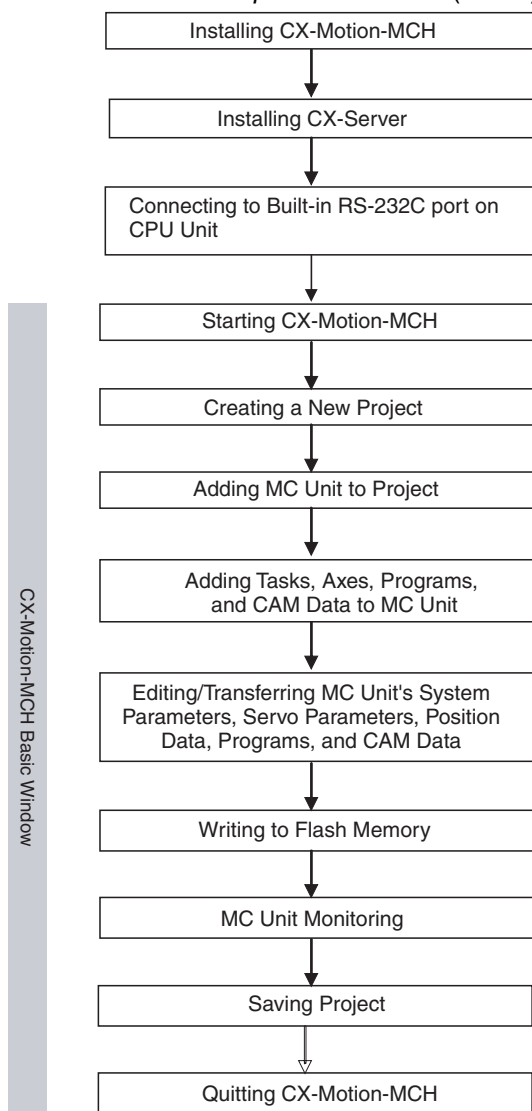 Installing CX-Motion-MCH
Installing CX-Server
Connecting to Built-in RS-232C port on
CPU Unit
Starting CX-Motion-MCH
Creating a New Project
Adding MC Unit to Project
Adding Tasks, Axes, Programs,
and CAM Data to MC Unit
CX-Motion-MCH Basic Window
Editing/Transferring MC Unit's System
Parameters, Servo Parameters, Position
Data, Programs, and CAM Data
Writing to Flash Memory
MC Unit Monitoring
Saving Project
Quitting CX-Motion-MCH